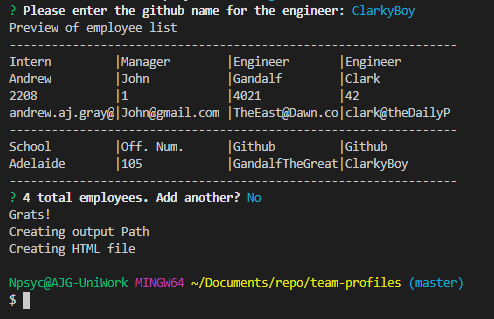 ? Please enter the github name for the engineer: ClarkyBoy
Preview of employee list
----------------------------------------------------------------
Intern         |Manager        |Engineer       |Engineer
Andrew         |John           |Gandalf        |Clark
2208           |1              |4021           |42
andrew.aj.gray@|John@gmail.com |TheEast@Dawn.co|clark@theDailyP
----------------------------------------------------------------
School         |Off. Num.      |Github         |Github
Adelaide       |105            |GandalfTheGreat|ClarkyBoy
----------------------------------------------------------------
? 4 total employees. Add another? No
Grats!
Creating output Path
Creating HTML file
Npsyc@AJG-UniWork MINGW64 ~/Documents/repo/team-profiles (master)
$